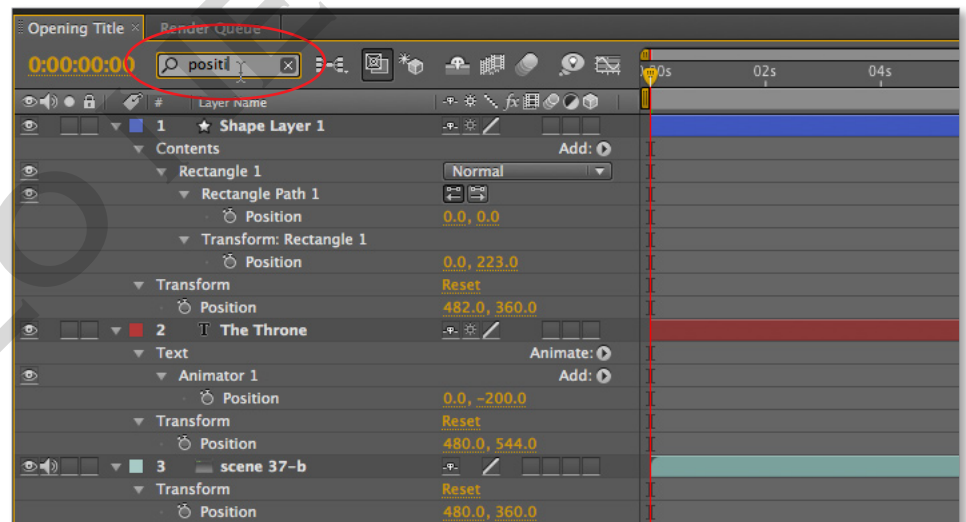 Opening Title × Render Queue
0:00:00:00 positi
00s 02s 04s
# Layer Name fx
1 Shape Layer 1
Contents Add:
Rectangle 1 Normal
Rectangle Path 1
Position 0.0, 0.0
Transform: Rectangle 1
Position 0.0, 223.0
Transform Reset
Position 482.0, 360.0
2 T The Throne
Text Animate:
Animator 1 Add:
Position 0.0, -200.0
Transform Reset
Position 480.0, 544.0
3 scene 37-b
Transform Reset
Position 480.0, 360.0